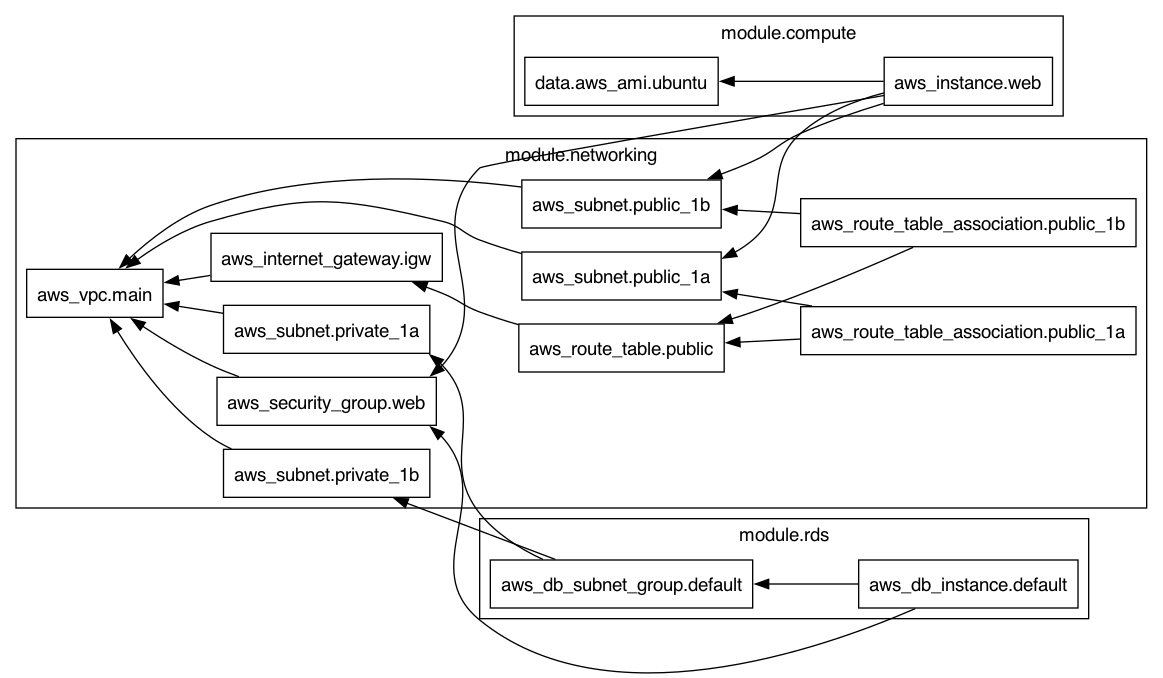 module.compute
data.aws_ami.ubuntu
aws_instance.web
module.networking
aws_subnet.public_1b
aws_route_table_association.public_1b
aws_internet_gateway.igw
aws_subnet.public_1a
aws_vpc.main
aws_subnet.private_1a
aws_route_table.public
aws_route_table_association.public_1a
aws_security_group.web
aws_subnet.private_1b
module.rds
aws_db_subnet_group.default
aws_db_instance.default